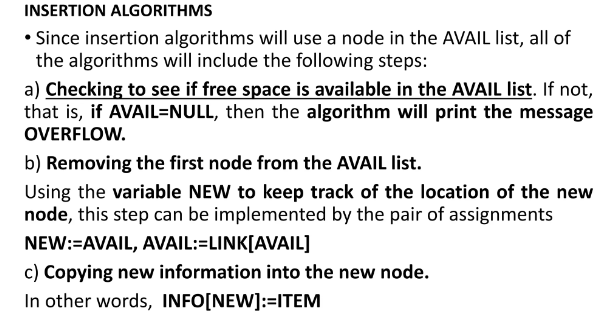 INSERTION ALGORITHMS
• Since insertion algorithms will use a node in the AVAIL list, all of
the algorithms will include the following steps:
a) Checking to see if free space is available in the AVAIL list. If not,
that is, if AVAIL=NULL, then the algorithm will print the message
OVERFLOW.
b) Removing the first node from the AVAIL list.
Using the variable NEW to keep track of the location of the new
node, this step can be implemented by the pair of assignments
NEW:=AVAIL, AVAIL:=LINK[AVAIL]
c) Copying new information into the new node.
In other words, INFO[NEW]:=ITEM